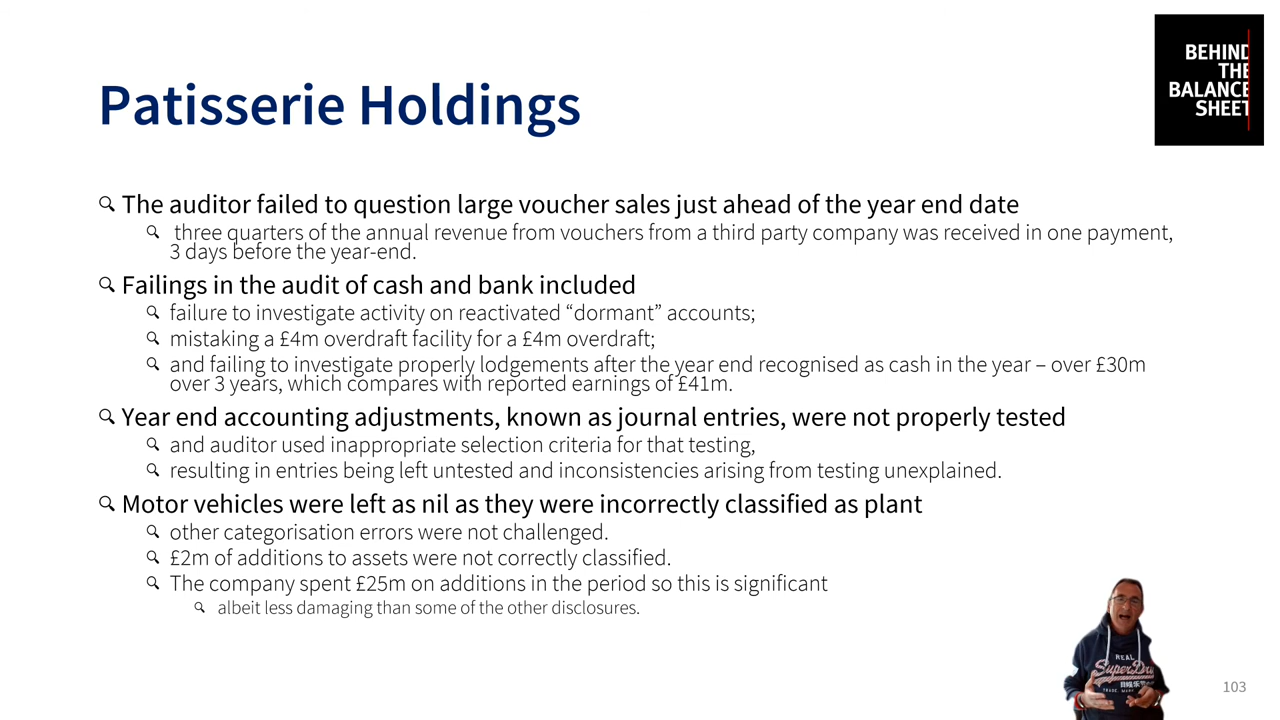 BEHIND
THE
BALANCE
SHEET
Patisserie Holdings
The auditor failed to question large voucher sales just ahead of the year end date
three quarters of the annual revenue from vouchers from a third party company was received in one payment,
3 days before the year-end.
Failings in the audit of cash and bank included
failure to investigate activity on reactivated “dormant” accounts;
mistaking a £4m overdraft facility for a £4m overdraft;
and failing to investigate properly lodgements after the year end recognised as cash in the year – over £30m
over 3 years, which compares with reported earnings of £41m.
Year end accounting adjustments, known as journal entries, were not properly tested
and auditor used inappropriate selection criteria for that testing,
resulting in entries being left untested and inconsistencies arising from testing unexplained.
Motor vehicles were left as nil as they were incorrectly classified as plant
other categorisation errors were not challenged.
£2m of additions to assets were not correctly classified.
The company spent £25m on additions in the period so this is significant
albeit less damaging than some of the other disclosures.
REAL
SuperDry
TRADE.
103